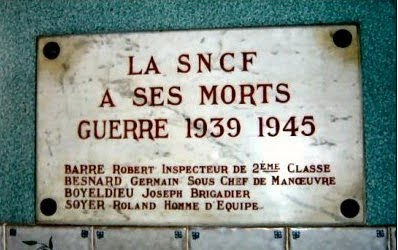 LA SNCF
A SES MORTS
GUERRE 1939 1945
BARRE ROBERT INSPECTEUR DE 2ÈME CLASSE
BESNARD GERMAIN SOUS CHEF DE MANŒUVRE
BOYELDIEU JOSEPH BRIGADIER
SOYER ROLAND HOMME D'EQUIPE